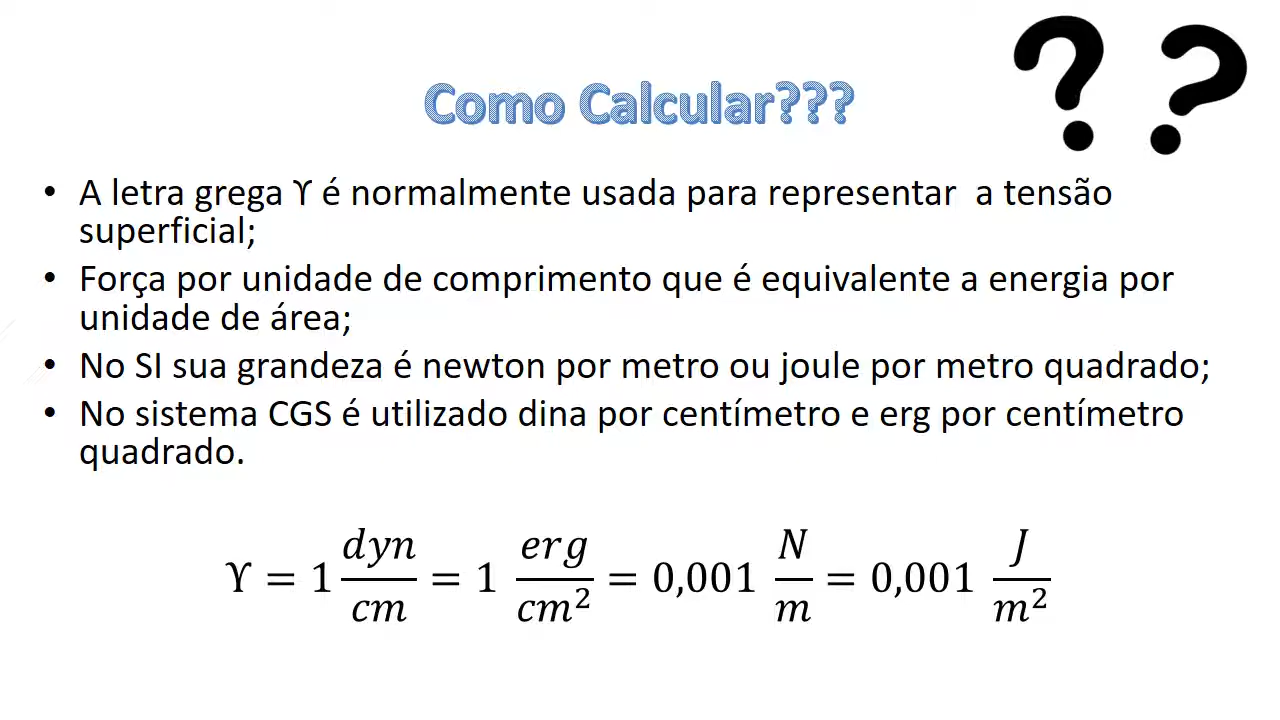 Como Calcular???
• A letra grega ϒ é normalmente usada para representar a tensão
superficial;
• Força por unidade de comprimento que é equivalente a energia por
unidade de área;
• No SI sua grandeza é newton por metro ou joule por metro quadrado;
• No sistema CGS é utilizado dina por centímetro e erg por centímetro
quadrado.
ϒ = 1 dyn/cm = 1 erg/cm² = 0,001 N/m = 0,001 J/m²